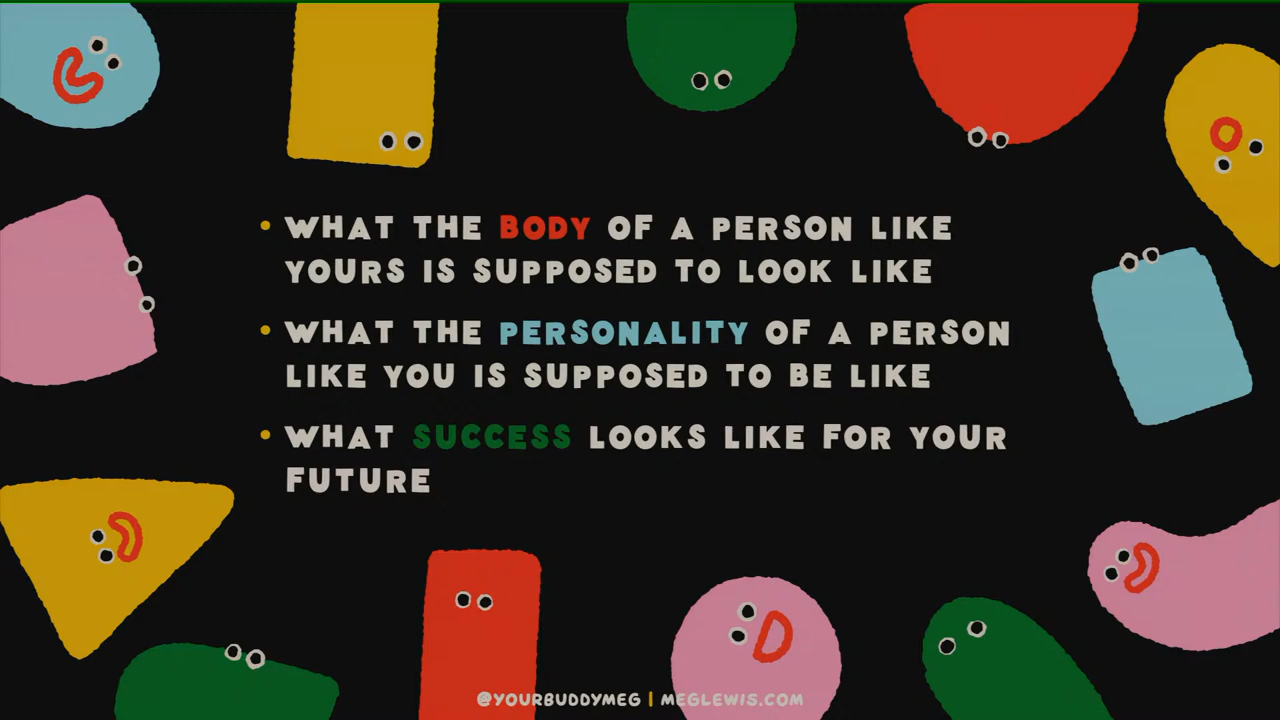 • WHAT THE BODY OF A PERSON LIKE
YOURS IS SUPPOSED TO LOOK LIKE
• WHAT THE PERSONALITY OF A PERSON
LIKE YOU IS SUPPOSED TO BE LIKE
• WHAT SUCCESS LOOKS LIKE FOR YOUR
FUTURE
@YOURBUDDYMEG | MEGLEWIS.COM